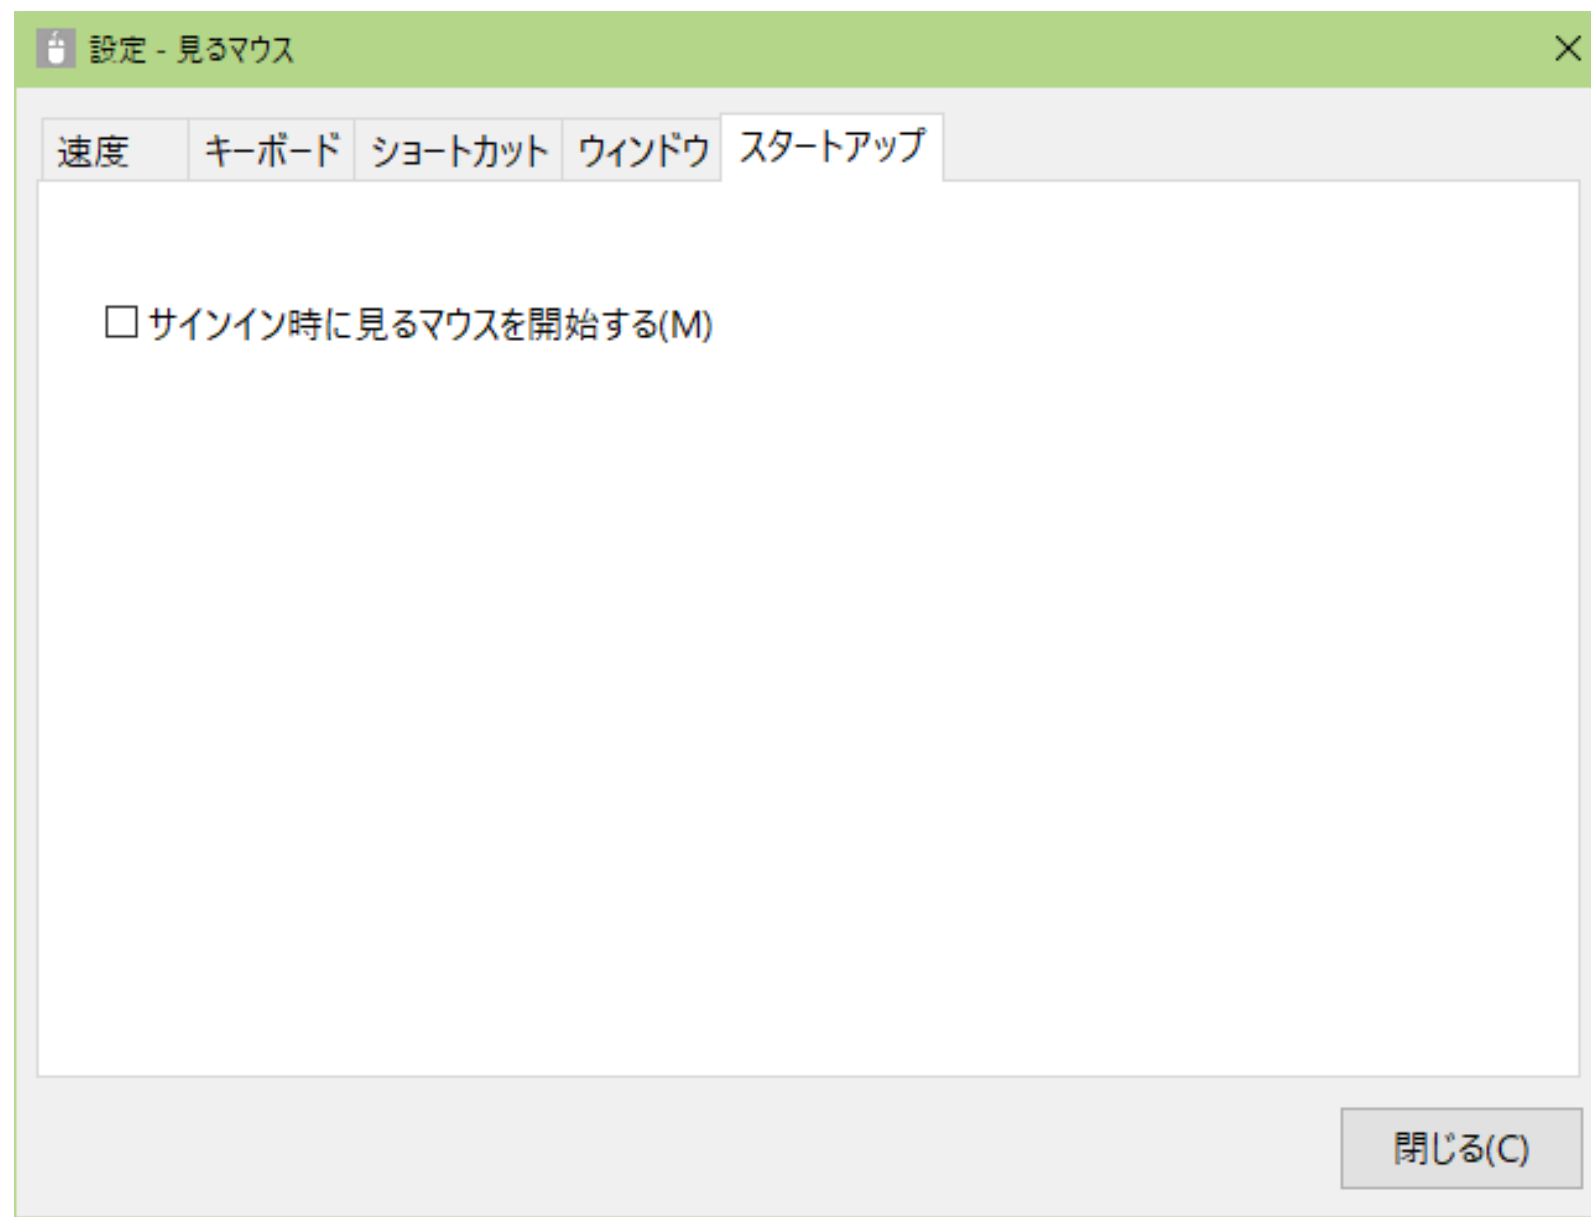 設定 - 見るマウス
速度 キーボード ショートカット ウィンドウ スタートアップ
サインイン時に見るマウスを開始する(M)
閉じる(C)